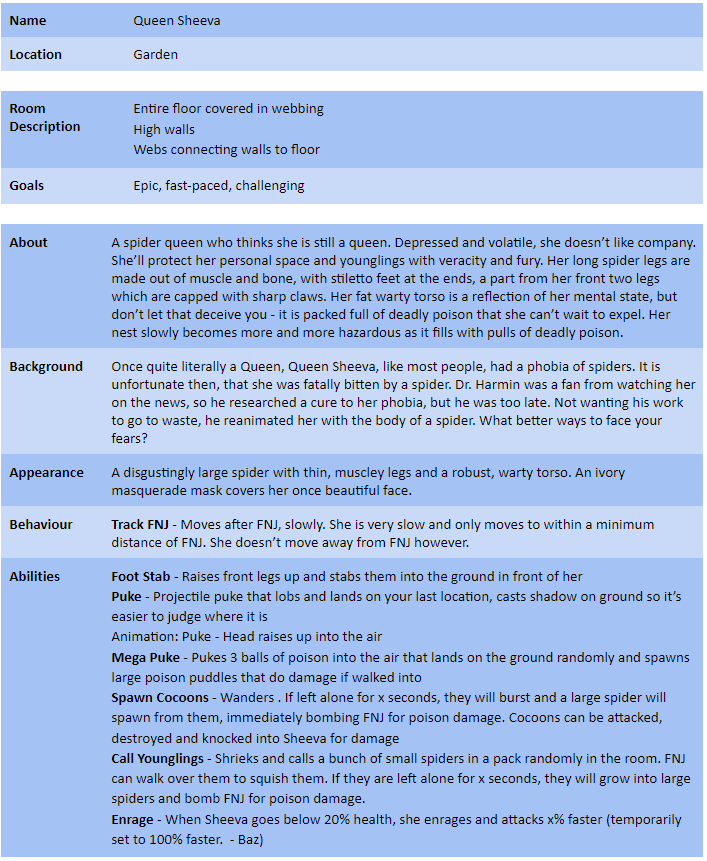 Name Queen Sheeva
Location Garden
Room Entire floor covered in webbing
Description High walls
Webs connecting walls to floor
Goals Epic, fast-paced, challenging
About A spider queen who thinks she is still a queen. Depressed and volatile, she doesn’t like company.
She’ll protect her personal space and younglings with veracity and fury. Her long spider legs are
made out of muscle and bone, with stiletto feet at the ends, a part from her front two legs
which are capped with sharp claws. Her fat warty torso is a reflection of her mental state, but
don’t let that deceive you - it is packed full of deadly poison that she can’t wait to expel. Her
nest slowly becomes more and more hazardous as it fills with pulls of deadly poison.
Background Once quite literally a Queen, Queen Sheeva, like most people, had a phobia of spiders. It is
unfortunate then, that she was fatally bitten by a spider. Dr. Harmin was a fan from watching her
on the news, so he researched a cure to her phobia, but he was too late. Not wanting his work
to go to waste, he reanimated her with the body of a spider. What better ways to face your
fears?
Appearance A disgustingly large spider with thin, muscley legs and a robust, warty torso. An ivory
masquerade mask covers her once beautiful face.
Behaviour Track FNJ - Moves after FNJ, slowly. She is very slow and only moves to within a minimum
distance of FNJ. She doesn’t move away from FNJ however.
Abilities Foot Stab - Raises front legs up and stabs them into the ground in front of her
Puke - Projectile puke that lobs and lands on your last location, casts shadow on ground so it’s
easier to judge where it is
Animation: Puke - Head raises up into the air
Mega Puke - Pukes 3 balls of poison into the air that lands on the ground randomly and spawns
large poison puddles that do damage if walked into
Spawn Cocoons - Wanders . If left alone for x seconds, they will burst and a large spider will
spawn from them, immediately bombing FNJ for poison damage. Cocoons can be attacked,
destroyed and knocked into Sheeva for damage
Call Younglings - Shrieks and calls a bunch of small spiders in a pack randomly in the room. FNJ
can walk over them to squish them. If they are left alone for x seconds, they will grow into large
spiders and bomb FNJ for poison damage.
Enrage - When Sheeva goes below 20% health, she enrages and attacks x% faster (temporarily
set to 100% faster.  - Baz)